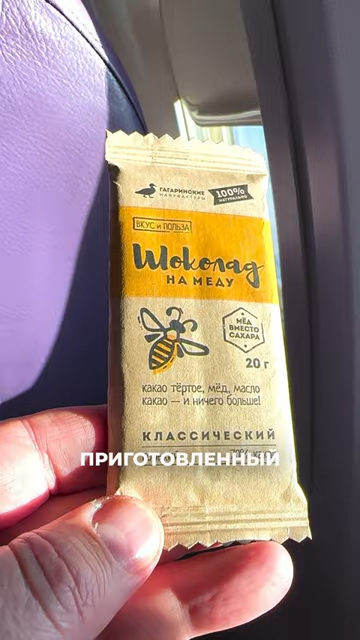 ГАГАРИНСКИЕ
МАНУФАКТУРЫ
100%
НАТУРАЛЬНО
ВКУС и ПОЛЬЗА
Шоколад
НА МЕДУ
МЁД
ВМЕСТО
САХАРА
20 г
какао тёртое, мёд, масло
какао — и ничего больше!
КЛАССИЧЕСКИЙ
ПРИГОТОВЛЕННЫЙ